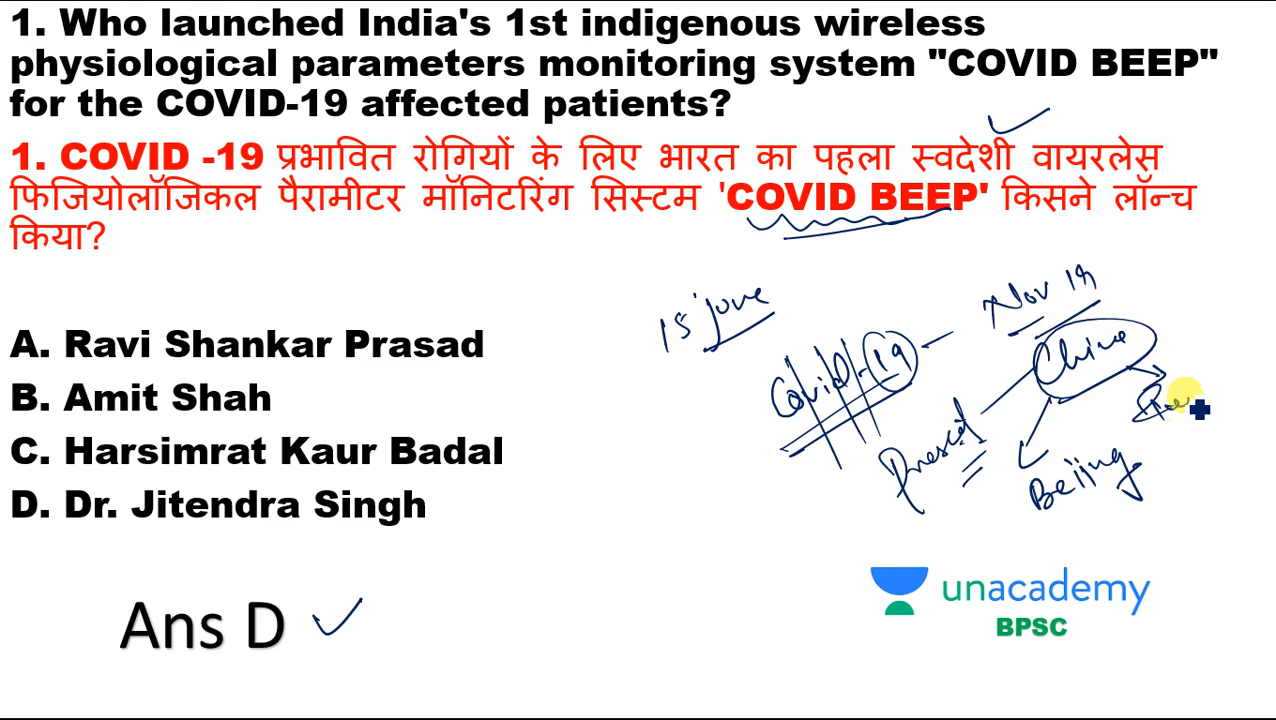 1. Who launched India's 1st indigenous wireless
physiological parameters monitoring system "COVID BEEP"
for the COVID-19 affected patients?
1. COVID -19 प्रभावित रोगियों के लिए भारत का पहला स्वदेशी वायरलेस
फिजियोलॉजिकल पैरामीटर मॉनिटरिंग सिस्टम 'COVID BEEP' किसने लॉन्च
किया?
15 june
Nov 19
Covid-19
China
A. Ravi Shankar Prasad
B. Amit Shah
C. Harsimrat Kaur Badal
Beijing
D. Dr. Jitendra Singh
Ans D
unacademy
BPSC